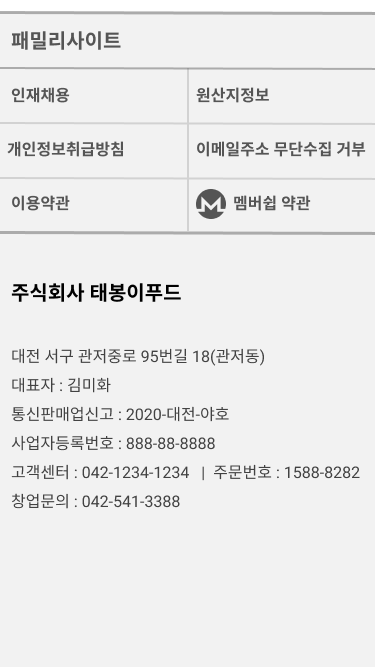 패밀리사이트
인재채용 원산지정보
개인정보취급방침 이메일주소 무단수집 거부
이용약관 멤버쉽 약관
주식회사 태봉이푸드
대전 서구 관저중로 95번길 18(관저동)
대표자 : 김미화
통신판매업신고 : 2020-대전-야호
사업자등록번호 : 888-88-8888
고객센터 : 042-1234-1234 | 주문번호 : 1588-8282
창업문의 : 042-541-3388